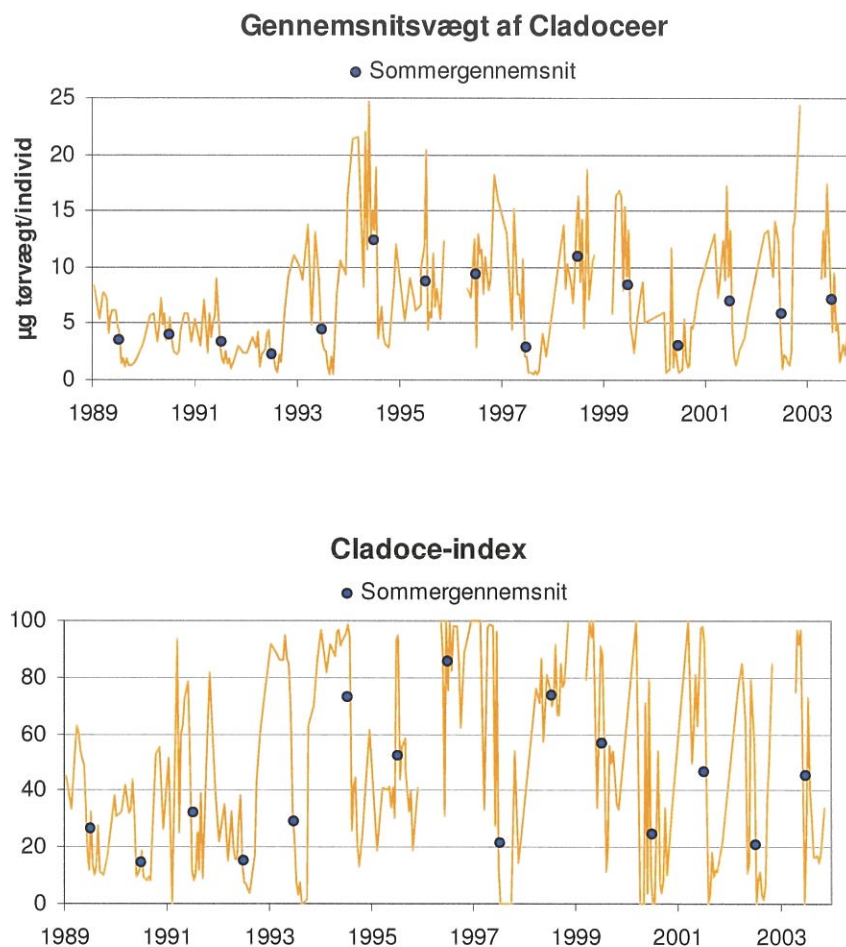 Gennemsnitsvægt af Cladoceer
Sommergennemsnit
µg tørvægt/individ
25
20
15
10
5
0
1989 1991 1993 1995 1997 1999 2001 2003
Cladoce-index
Sommergennemsnit
100
80
60
40
20
0
1989 1991 1993 1995 1997 1999 2001 2003